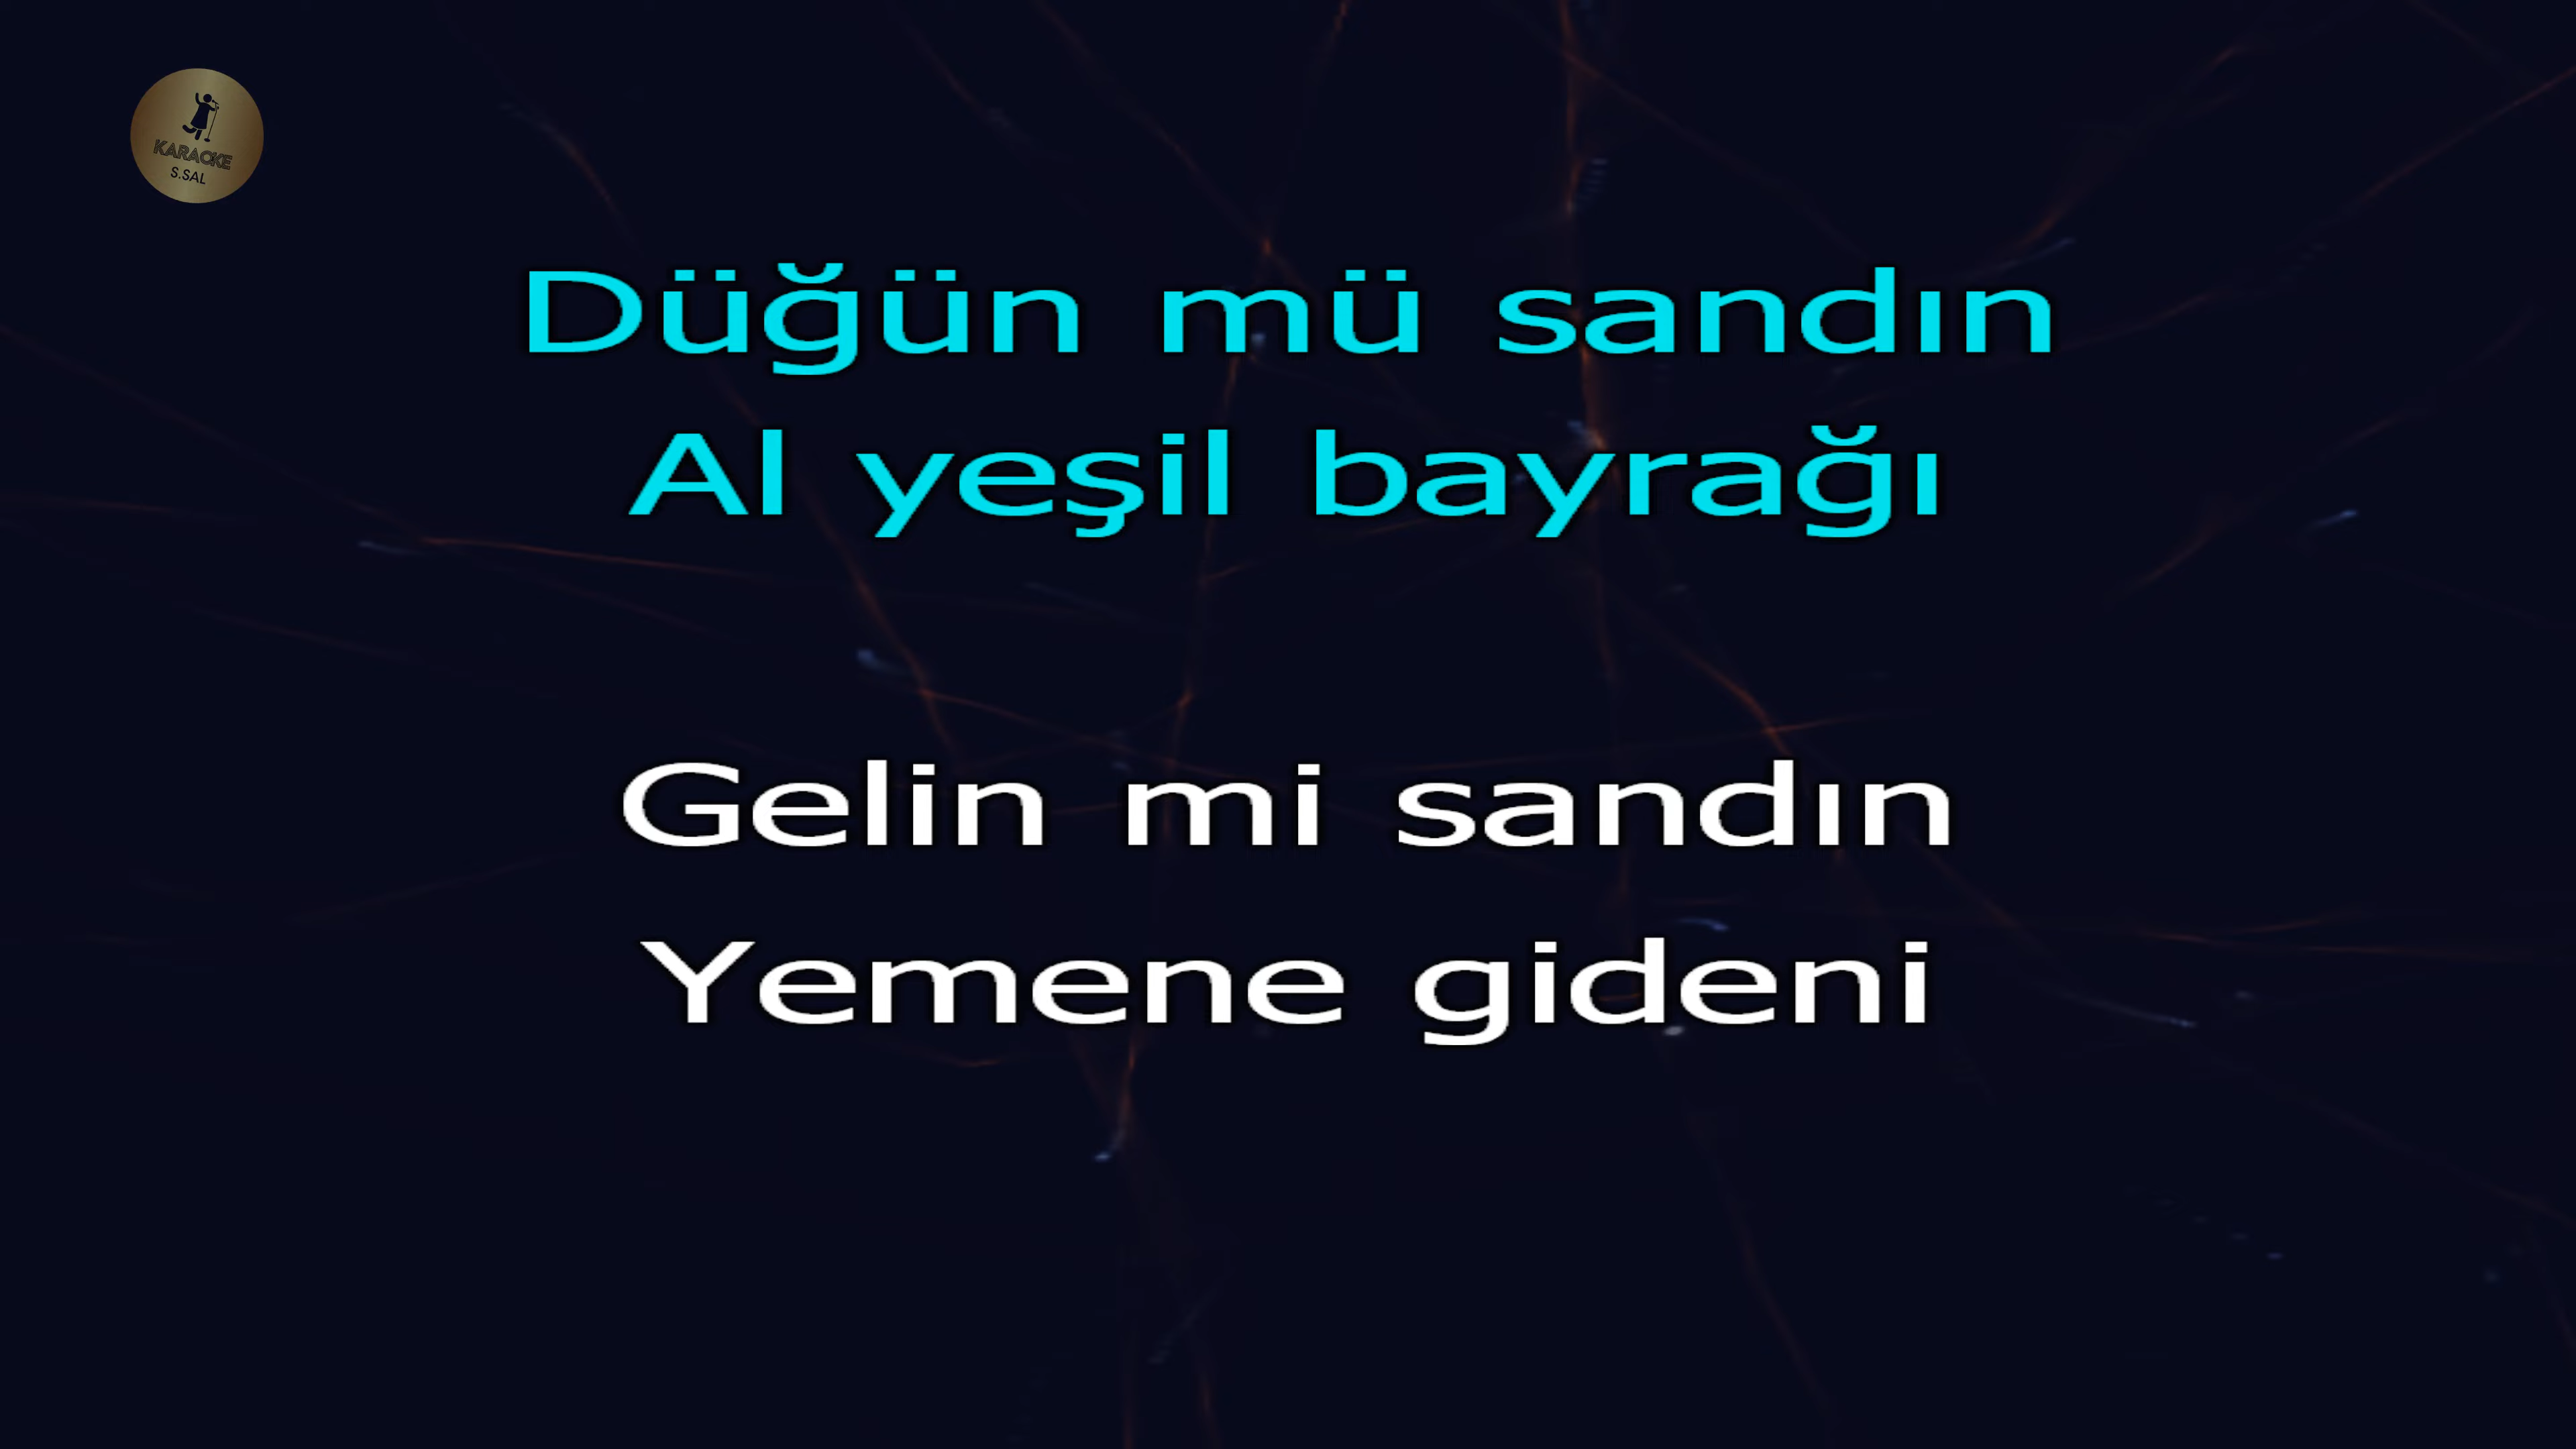 KARAOKE
S.SAL
Düğün mü sandın
Al yeşil bayrağı
Gelin mi sandın
Yemene gideni